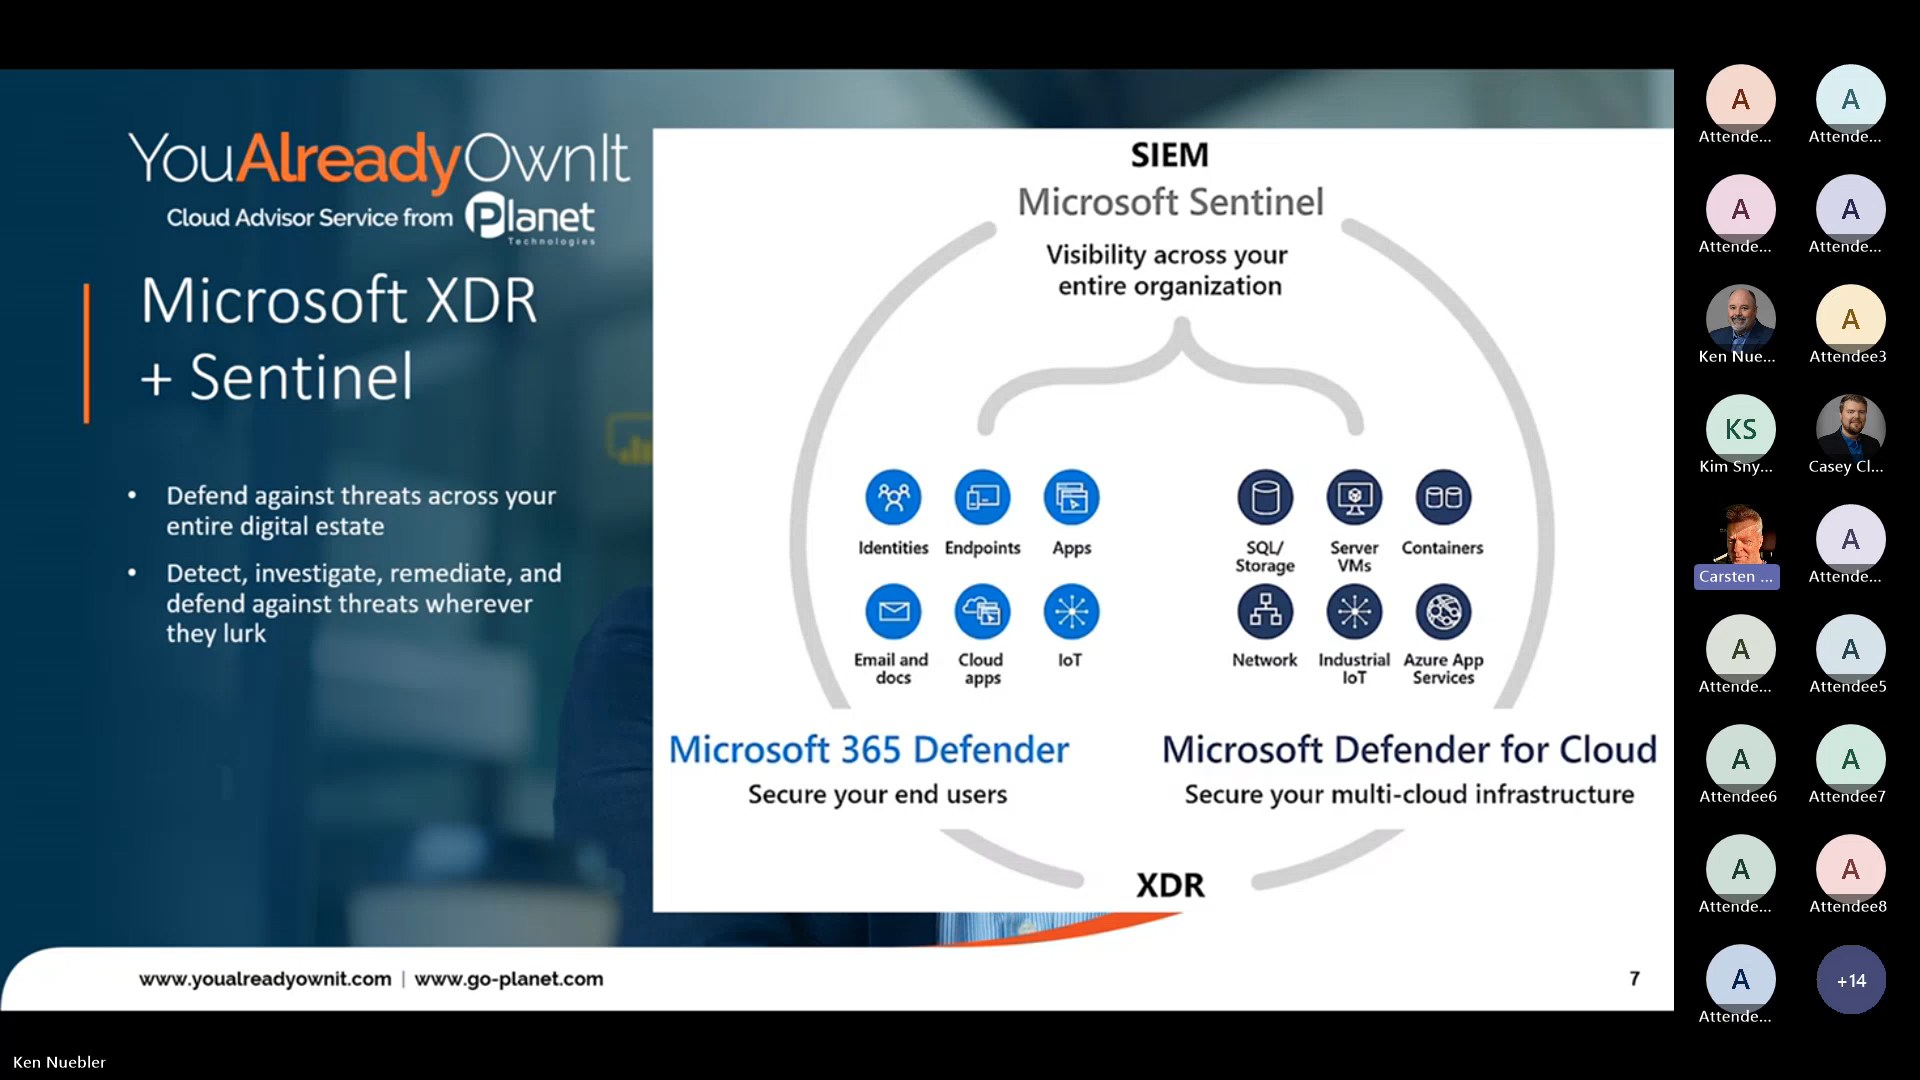 YouAlreadyOwnIt
Cloud Advisor Service from Planet
Technologies
Microsoft XDR
+ Sentinel
• Defend against threats across your
entire digital estate
• Detect, investigate, remediate, and
defend against threats wherever
they lurk
SIEM
Microsoft Sentinel
Visibility across your
entire organization
Identities
Endpoints
Apps
Email and
docs
Cloud
apps
IoT
SQL/
Storage
Server
VMs
Containers
Network
Industrial
IoT
Azure App
Services
Microsoft 365 Defender
Secure your end users
Microsoft Defender for Cloud
Secure your multi-cloud infrastructure
XDR
www.youalreadyownit.com | www.go-planet.com
7
A
Attende...
A
Attende...
A
Attende...
A
Attende...
Ken Nue...
A
Attendee3
KS
Kim Sny...
Casey Cl...
Carsten ...
A
Attende...
A
Attende...
A
Attendee5
A
Attendee6
A
Attendee7
A
Attende...
A
Attendee8
A
Attende...
+14
Ken Nuebler